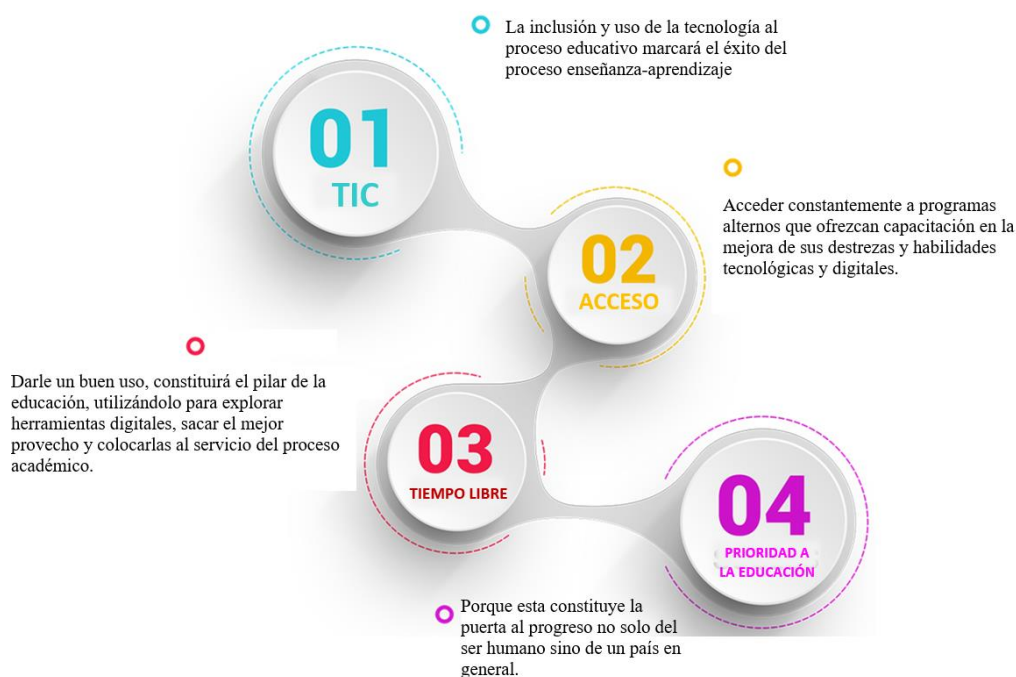 La inclusión y uso de la tecnología al
proceso educativo marcará el éxito del
proceso enseñanza-aprendizaje
01
TIC
Acceder constantemente a programas
alternos que ofrezcan capacitación en la
mejora de sus destrezas y habilidades
tecnológicas y digitales.
02
ACCESO
Darle un buen uso, constituirá el pilar de la
educación, utilizándolo para explorar
herramientas digitales, sacar el mejor
provecho y colocarlas al servicio del proceso
académico.
03
TIEMPO LIBRE
04
PRIORIDAD A
LA EDUCACIÓN
Porque esta constituye la
puerta al progreso no solo del
ser humano sino de un país en
general.